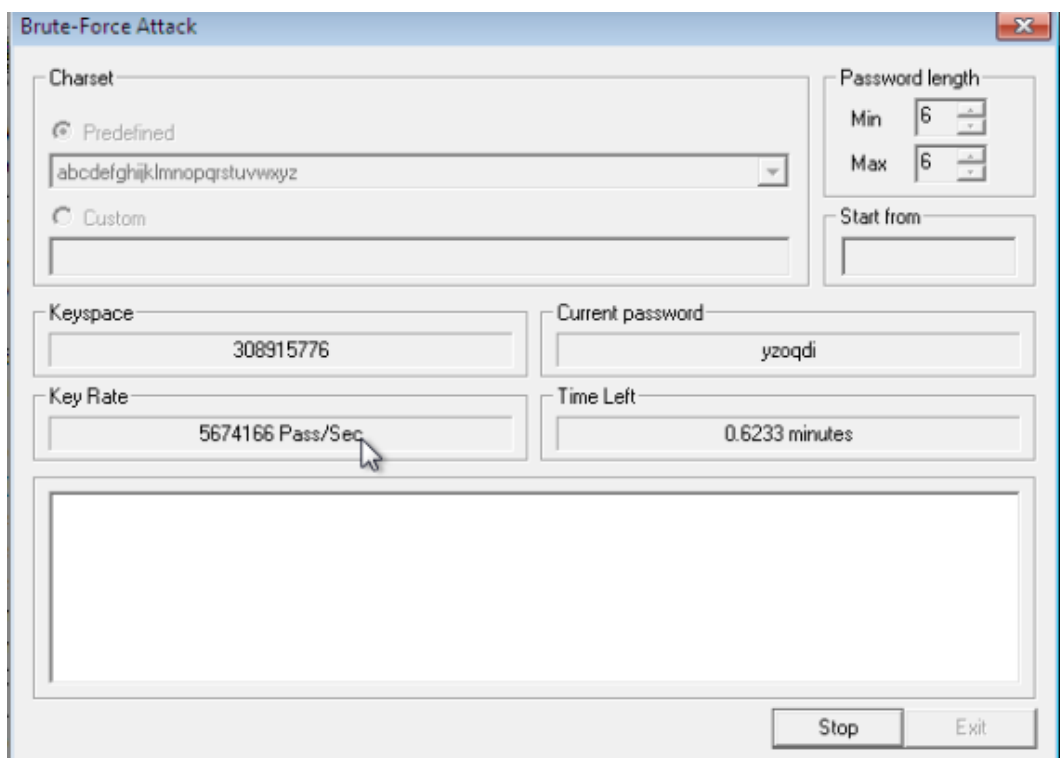 Brute-Force Attack
Charset
Predefined
abcdefghijklmnopqrstuvwxyz
Custom
Password length
Min 6
Max 6
Start from
Keyspace
308915776
Current password
yzoqdi
Key Rate
5674166 Pass/Sec
Time Left
0.6233 minutes
Stop
Exit